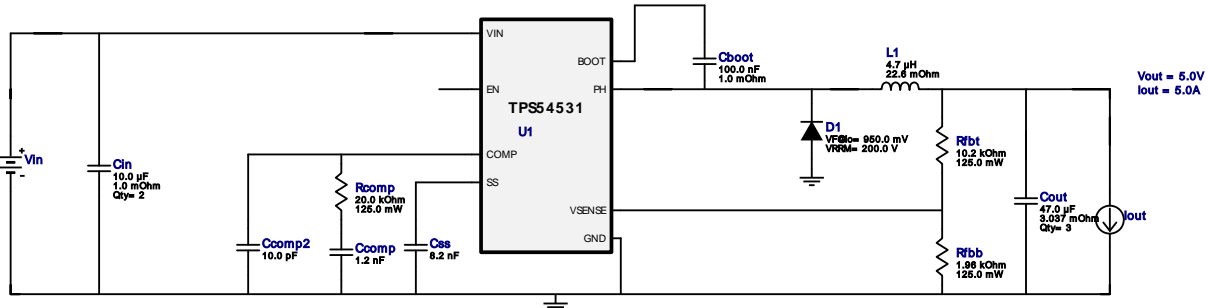 VIN
BOOT
Cboot
100.0 nF
1.0 mOhm
L1
4.7 µH
22.6 mOhm
Vout = 5.0V
Iout = 5.0A
EN
PH
TPS54531
U1
D1
VRRM= 200.0 V
Vin
+
-
Cin
10.0 µF
1.0 mOhm
Qty= 2
COMP
SS
Rcomp
20.0 kOhm
125.0 mW
Rfbt
10.2 kOhm
125.0 mW
VSENSE
GND
Cout
47.0 µF
3.037 mOhm
Qty= 3
Iout
Ccomp2
10.0 pF
Ccomp
1.2 nF
Css
8.2 nF
Rfbb
1.96 kOhm
125.0 mW